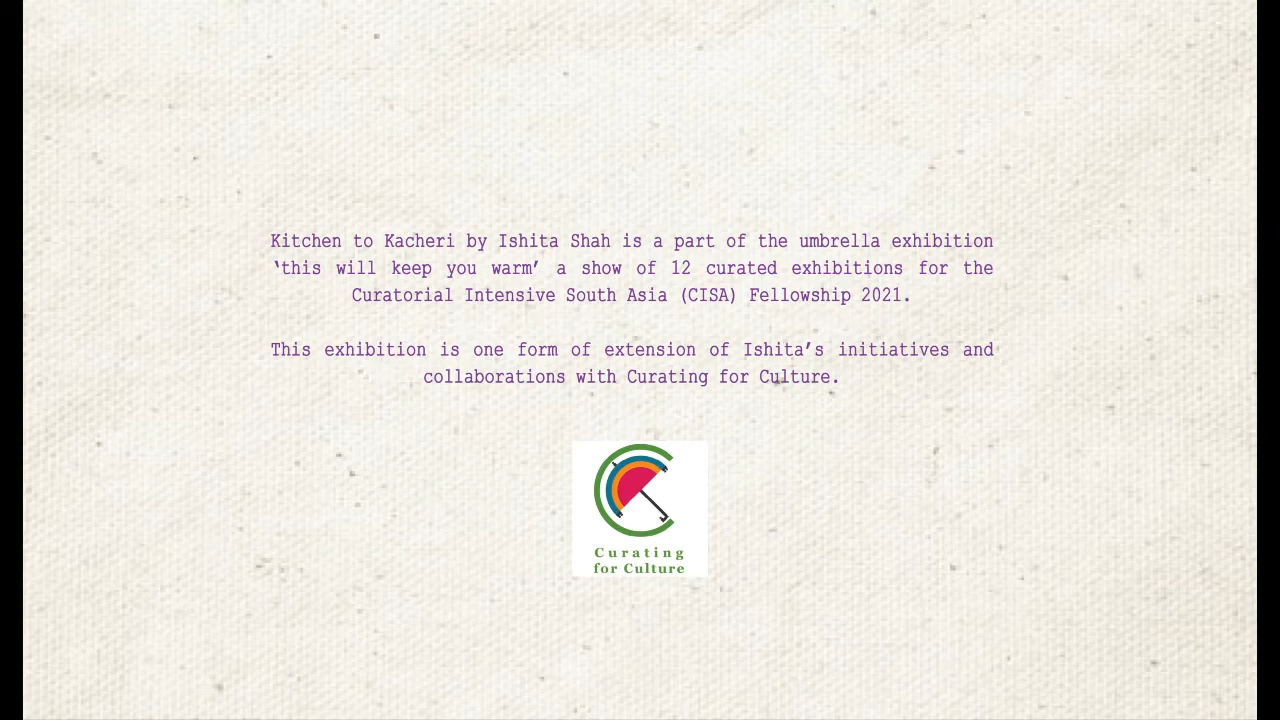 Kitchen to Kacheri by Ishita Shah is a part of the umbrella exhibition
‘this will keep you warm’ a show of 12 curated exhibitions for the
Curatorial Intensive South Asia (CISA) Fellowship 2021.
This exhibition is one form of extension of Ishita’s initiatives and
collaborations with Curating for Culture.
Curating
for Culture